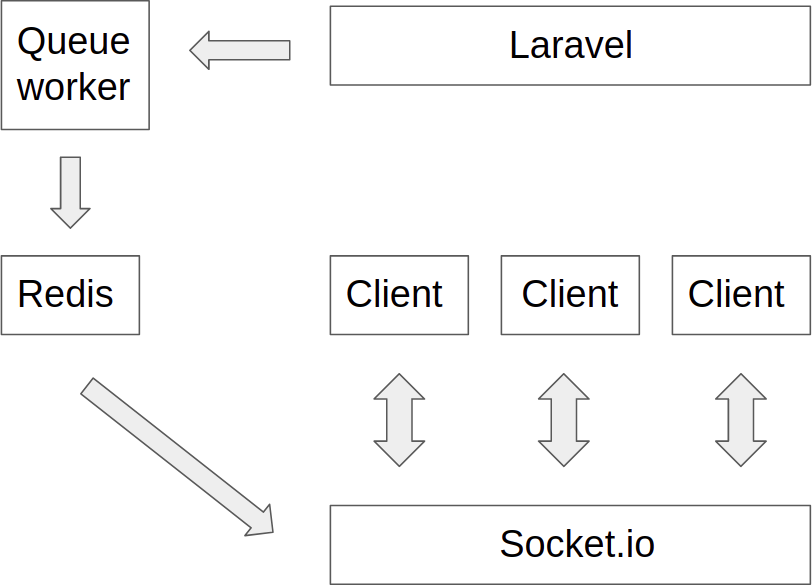 Queue
worker
Laravel
Redis
Client
Client
Client
Socket.io